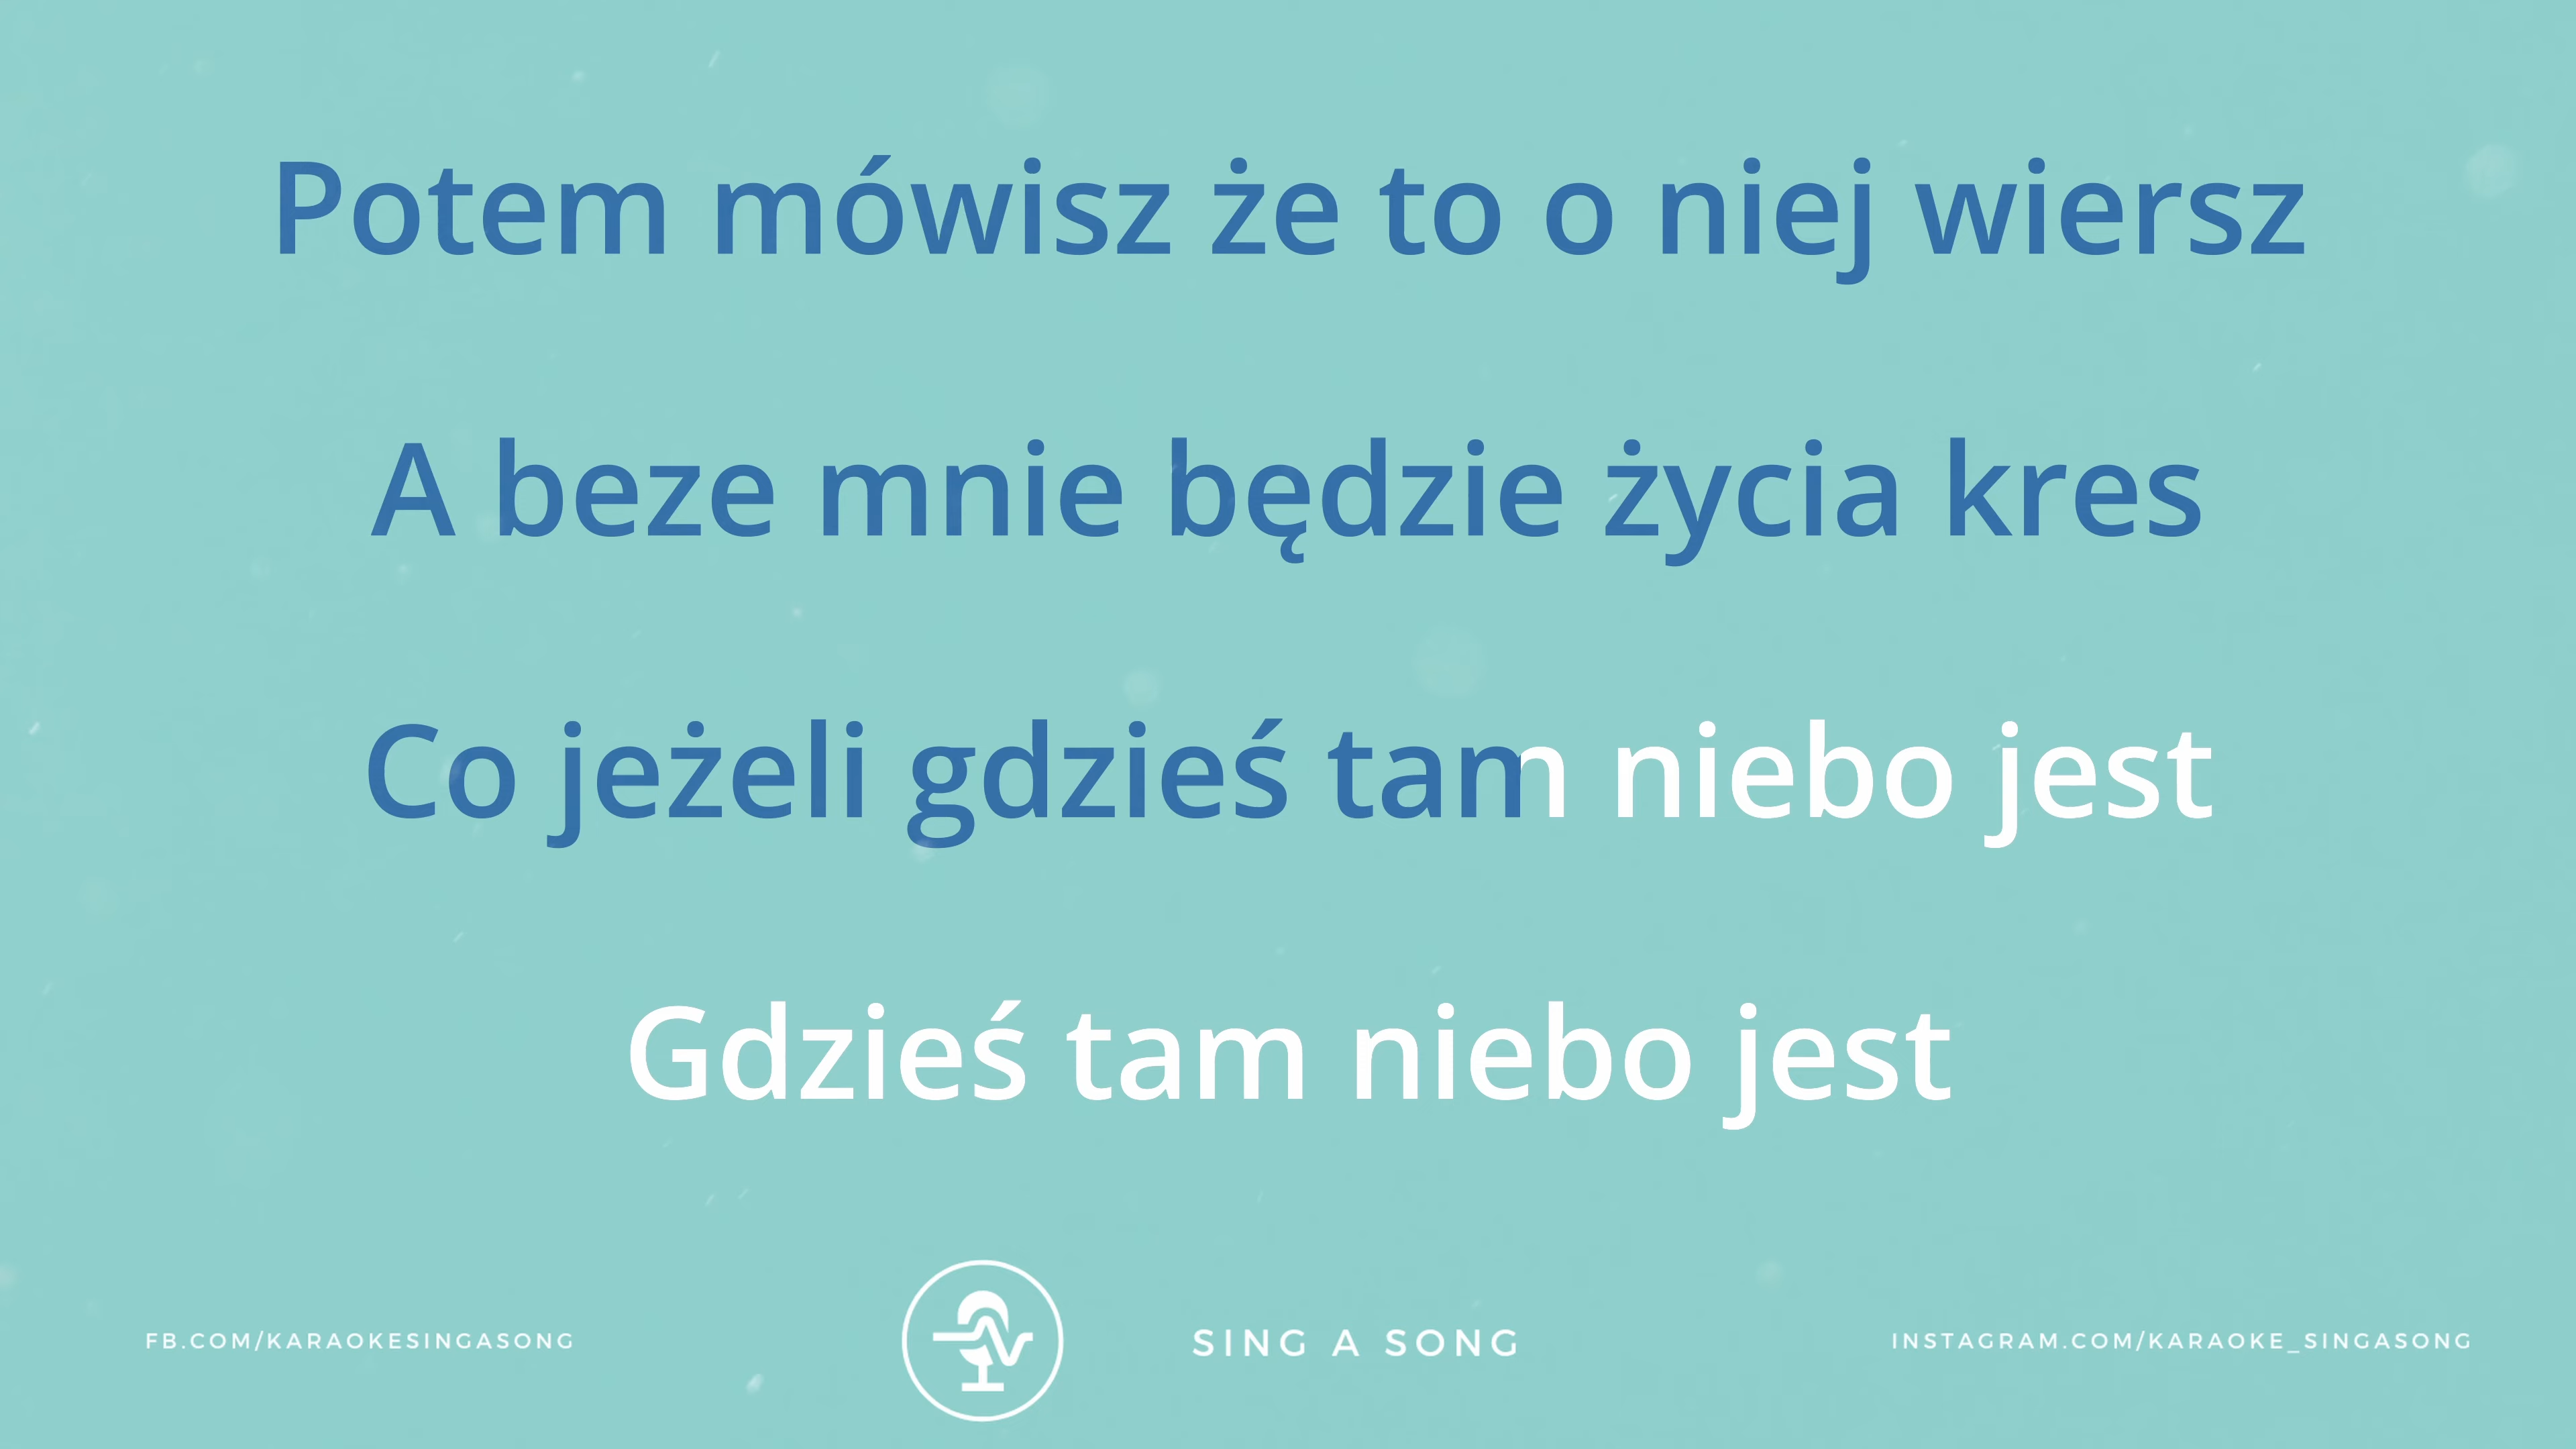 Potem mówisz że to o niej wiersz
A beze mnie będzie życia kres
Co jeżeli gdzieś tam niebo jest
Gdzieś tam niebo jest
FB.COM/KARAOKESINGASONG
SING A SONG
INSTAGRAM.COM/KARAOKE_SINGASONG